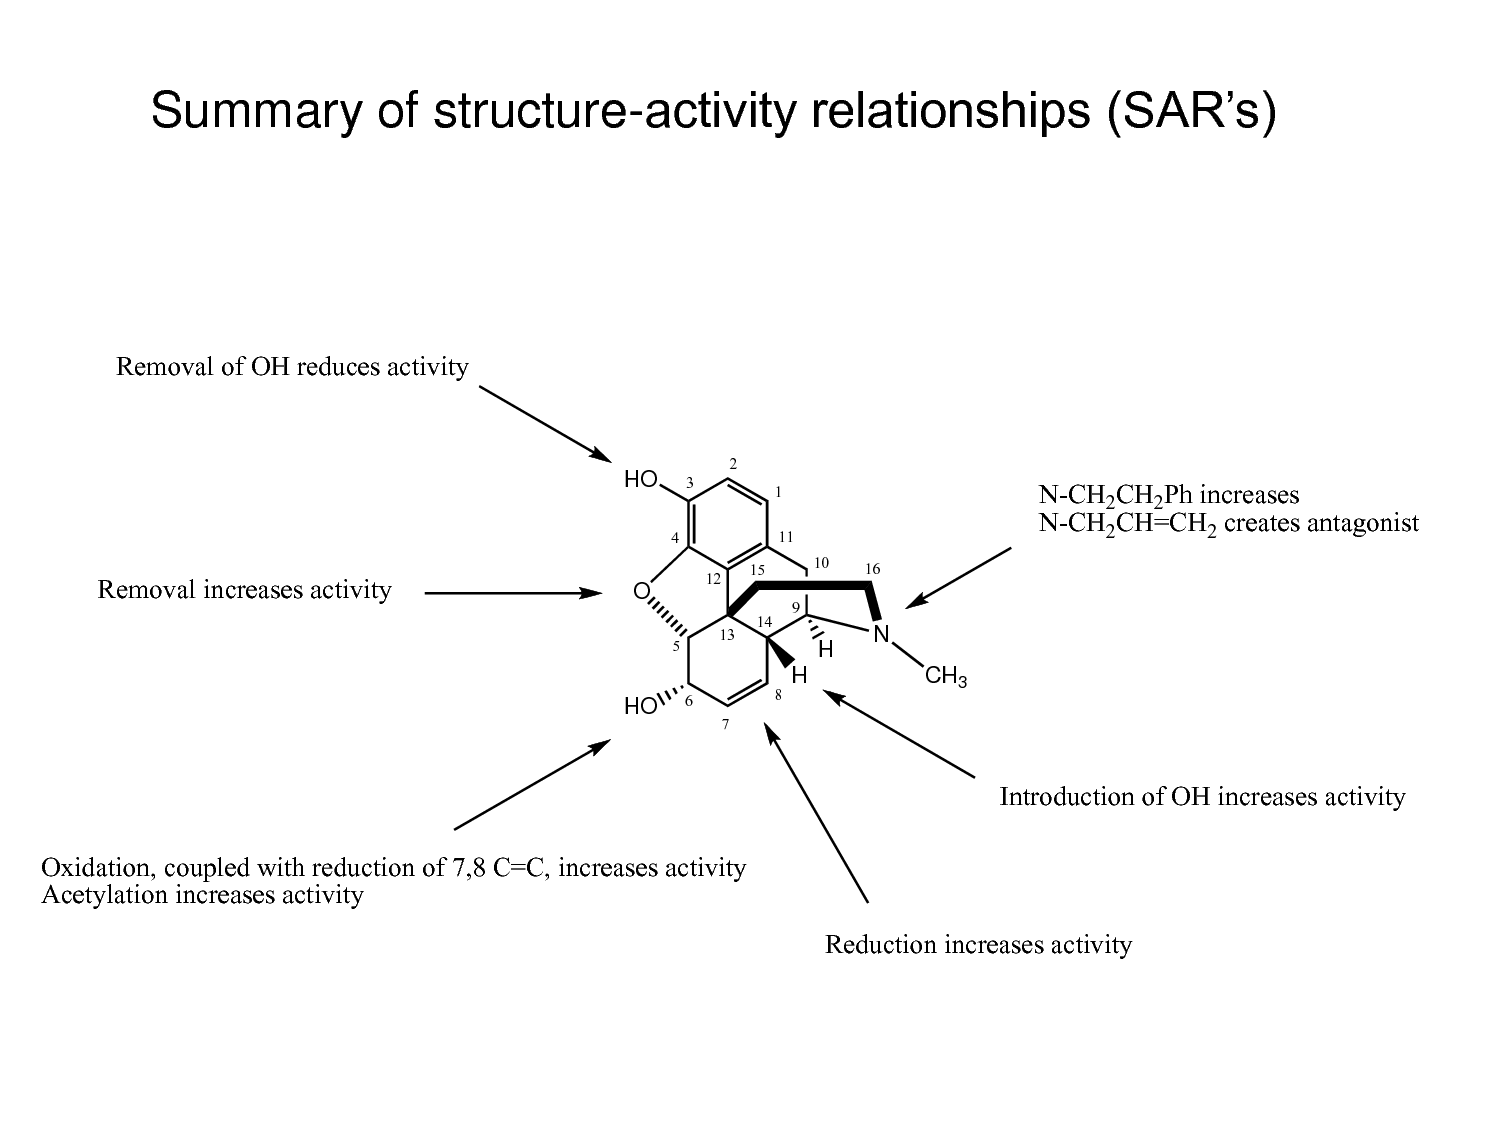 Summary of structure-activity relationships (SAR's)
Removal of OH reduces activity
HO
3
2
1
N-CH2CH2Ph increases
N-CH2CH=CH2 creates antagonist
4
11
12
15
10
16
Removal increases activity
O
9
14
5
13
N
H
H
CH3
HO
6
8
7
Introduction of OH increases activity
Oxidation, coupled with reduction of 7,8 C=C, increases activity
Acetylation increases activity
Reduction increases activity